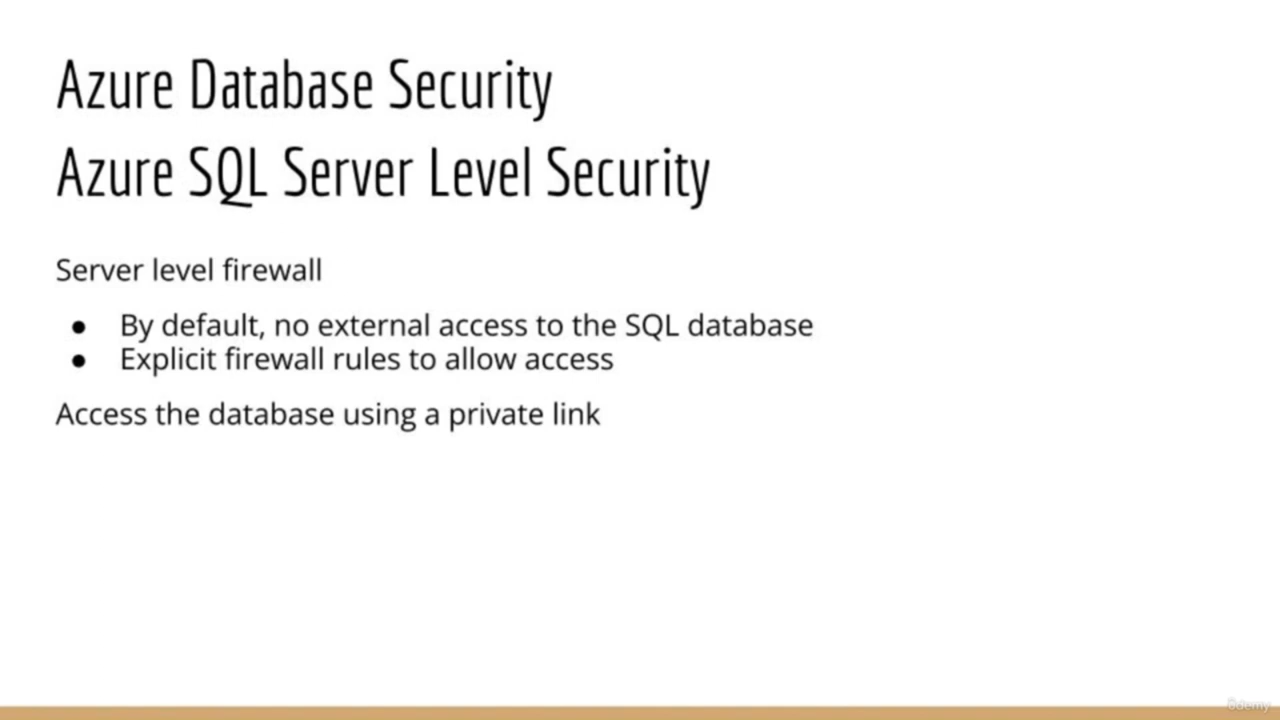 Azure Database Security
Azure SQL Server Level Security
Server level firewall
● By default, no external access to the SQL database
● Explicit firewall rules to allow access
Access the database using a private link
Udemy